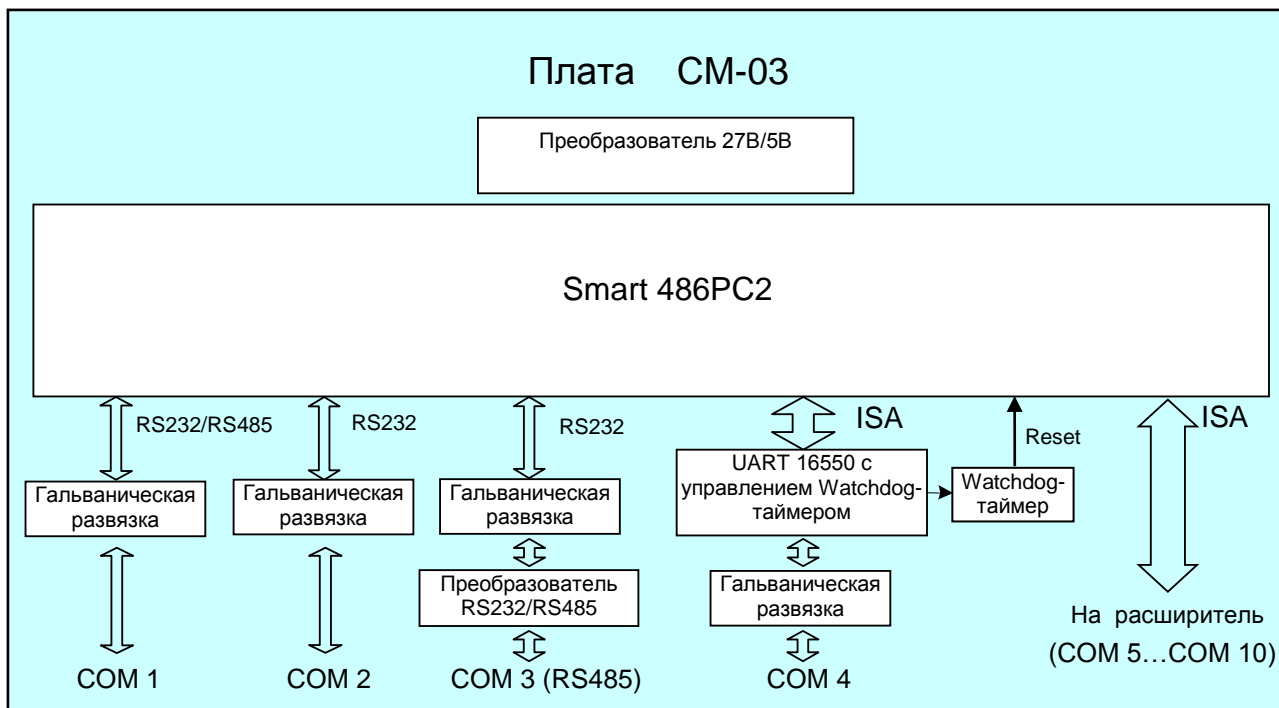 Плата СМ-03
Преобразователь 27В/5В
Smart 486PC2
RS232/RS485
RS232
RS232
ISA
Reset
ISA
Гальваническая
развязка
Гальваническая
развязка
Гальваническая
развязка
UART 16550 с
управлением Watchdog-
таймером
Watchdog-
таймер
Преобразователь
RS232/RS485
Гальваническая
развязка
На расширитель
(COM 5…COM 10)
COM 1
COM 2
COM 3 (RS485)
COM 4